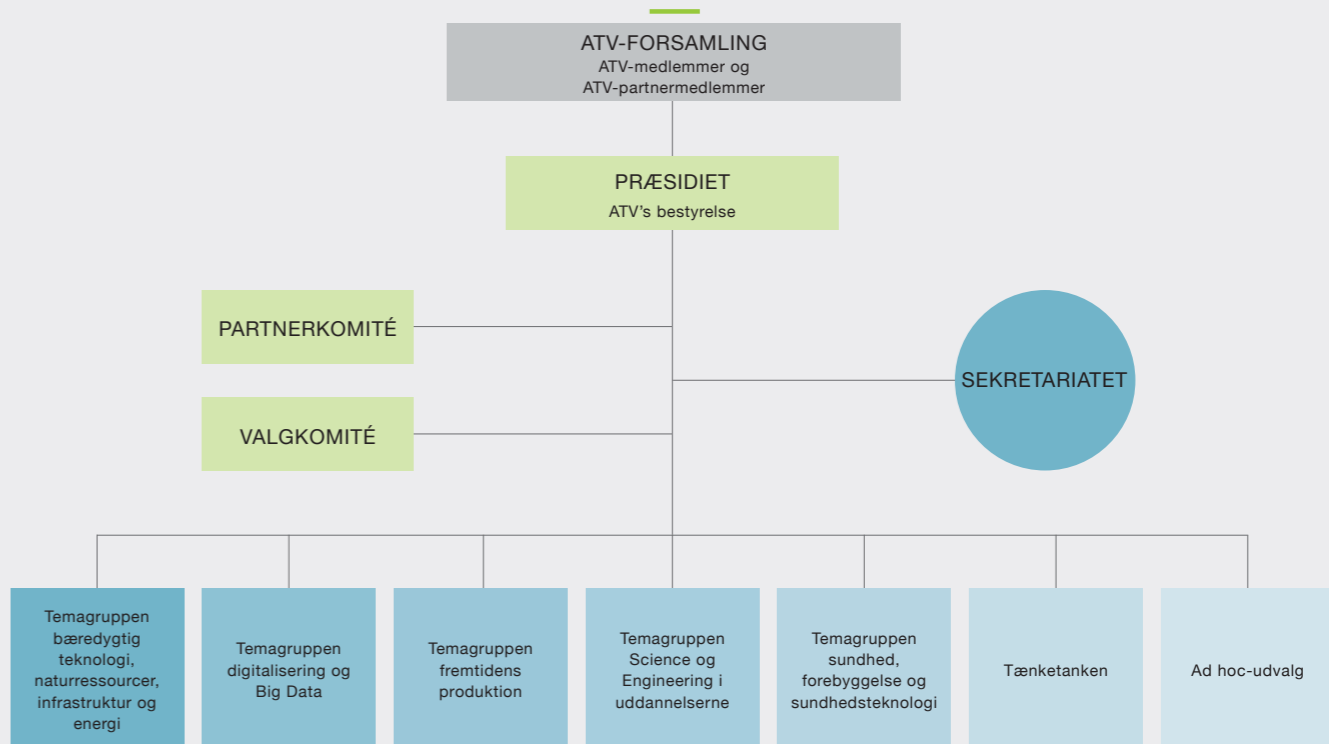 ATV-FORSAMLING
ATV-medlemmer og
ATV-partnermedlemmer
PRÆSIDIET
ATV's bestyrelse
PARTNERKOMITÉ
SEKRETARIATET
VALGKOMITÉ
Temagruppen
bæredygtig
teknologi,
naturressourcer,
infrastruktur og
energi
Temagruppen
digitalisering og
Big Data
Temagruppen
fremtidens
produktion
Temagruppen
Science og
Engineering i
uddannelserne
Temagruppen
sundhed,
forebyggelse og
sundhedsteknologi
Tænketanken
Ad hoc-udvalg